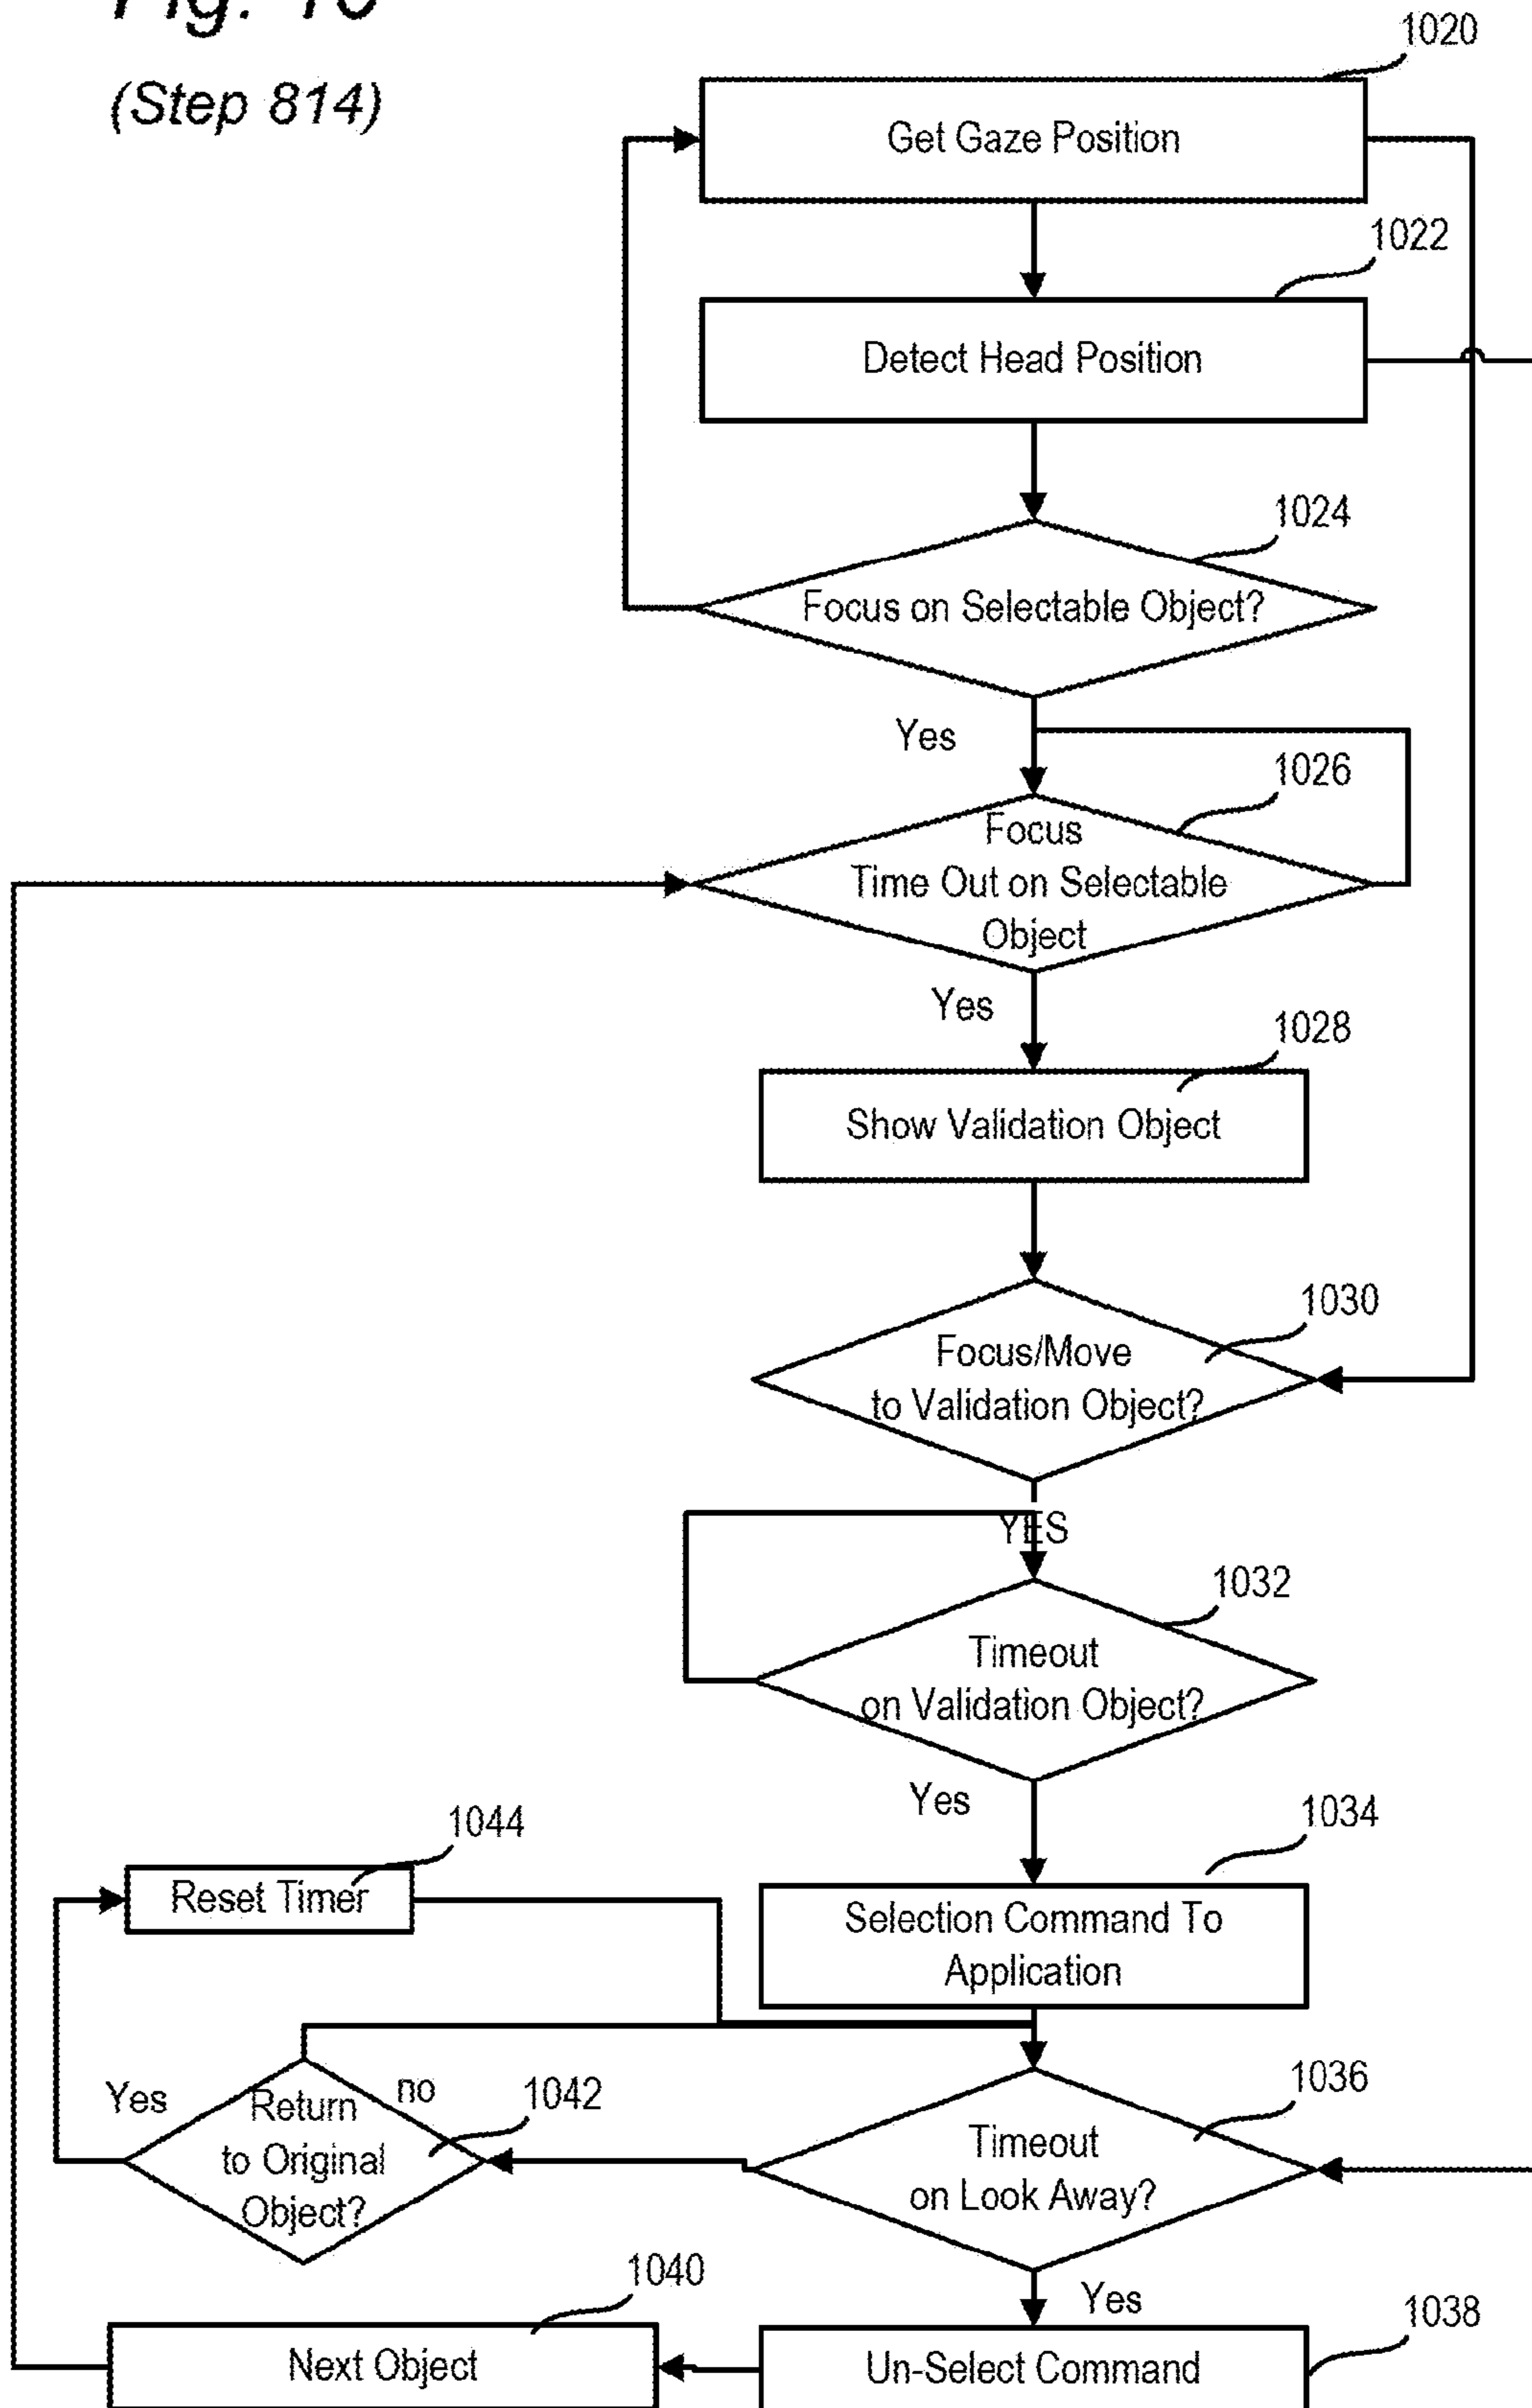 Fig. 10
(Step 814)
1020
Get Gaze Position
1022
Detect Head Position
1024
Focus on Selectable Object?
Yes
1026
Focus
Time Out on Selectable
Object
Yes
1028
Show Validation Object
1030
Focus/Move
to Validation Object?
YES
1032
Timeout
on Validation Object?
Yes
1034
Selection Command To
Application
1044
Reset Timer
Yes
no
1042
Return
to Original
Object?
1036
Timeout
on Look Away?
Yes
1038
Un-Select Command
1040
Next Object